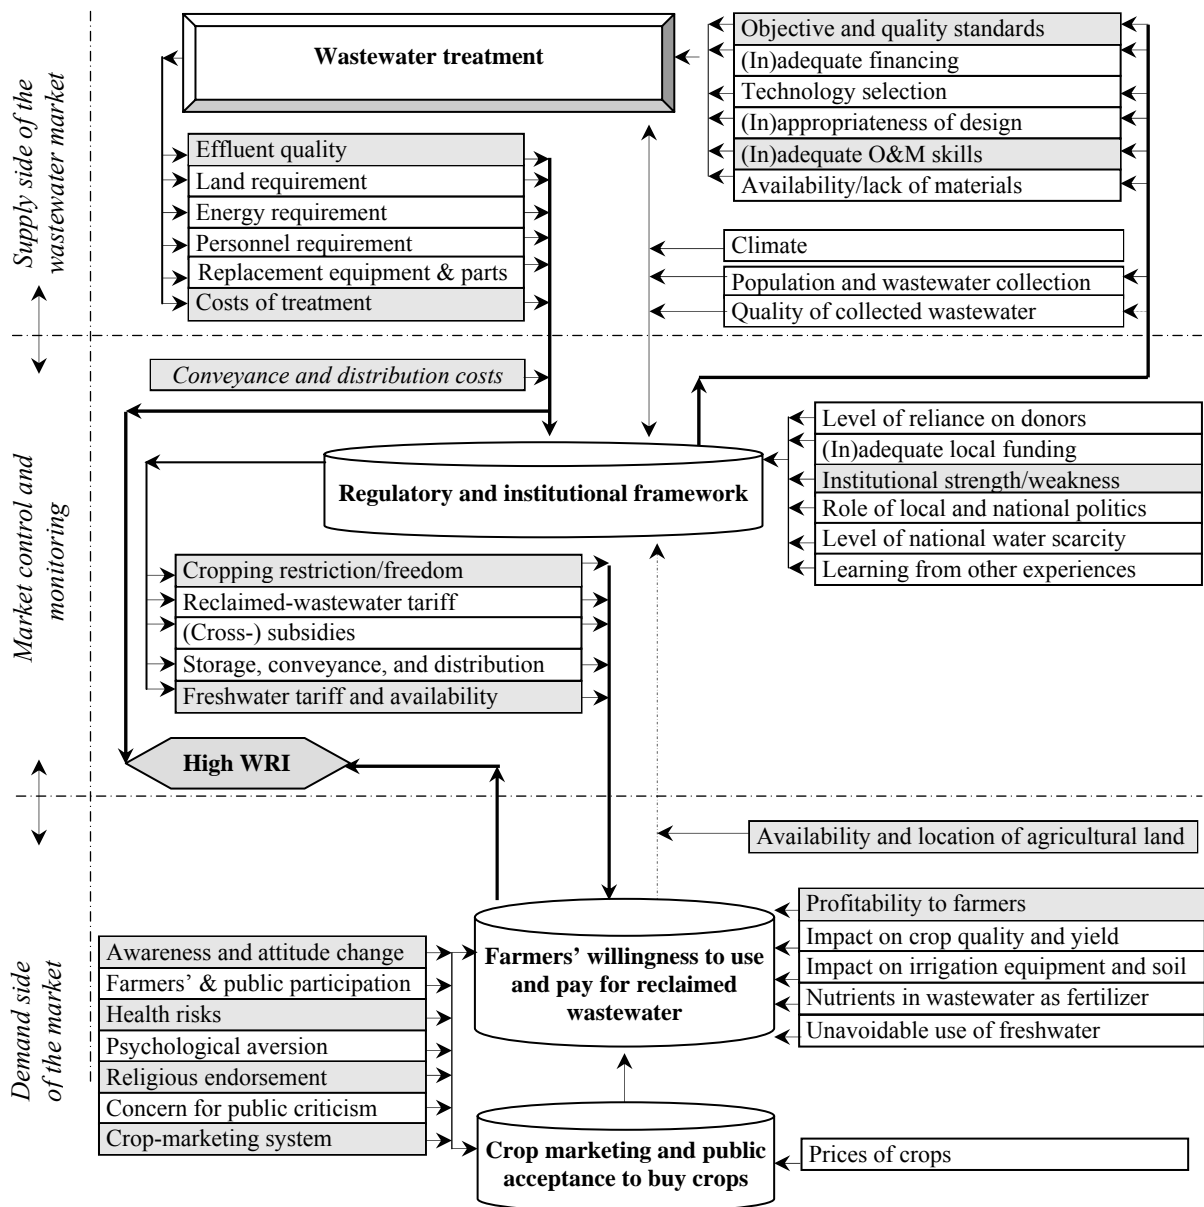 Supply side of the
wastewater market
Wastewater treatment
Objective and quality standards
(In)adequate financing
Technology selection
(In)appropriateness of design
(In)adequate O&M skills
Availability/lack of materials
Effluent quality
Land requirement
Energy requirement
Personnel requirement
Replacement equipment & parts
Costs of treatment
Climate
Population and wastewater collection
Quality of collected wastewater
Market control and
monitoring
Conveyance and distribution costs
Regulatory and institutional framework
Level of reliance on donors
(In)adequate local funding
Institutional strength/weakness
Role of local and national politics
Level of national water scarcity
Learning from other experiences
Cropping restriction/freedom
Reclaimed-wastewater tariff
(Cross-) subsidies
Storage, conveyance, and distribution
Freshwater tariff and availability
High WRI
Demand side
of the market
Availability and location of agricultural land
Farmers’ willingness to use
and pay for reclaimed
wastewater
Profitability to farmers
Impact on crop quality and yield
Impact on irrigation equipment and soil
Nutrients in wastewater as fertilizer
Unavoidable use of freshwater
Awareness and attitude change
Farmers’ & public participation
Health risks
Psychological aversion
Religious endorsement
Concern for public criticism
Crop-marketing system
Crop marketing and public
acceptance to buy crops
Prices of crops